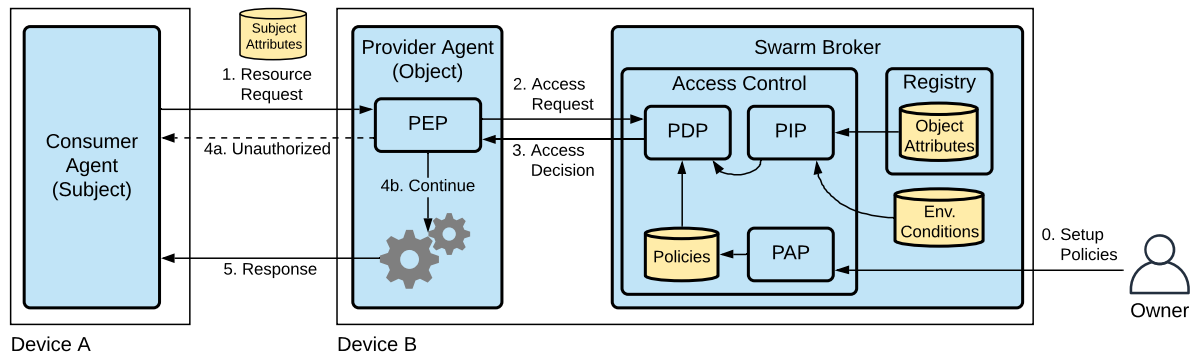 Subject
Attributes
1. Resource
Request
Consumer
Agent
(Subject)
4a. Unauthorized
5. Response
Device A
Provider Agent
(Object)
PEP
4b. Continue
2. Access
Request
3. Access
Decision
Swarm Broker
Access Control
PDP
PIP
Registry
Object
Attributes
Env.
Conditions
Policies
PAP
0. Setup
Policies
Owner
Device B